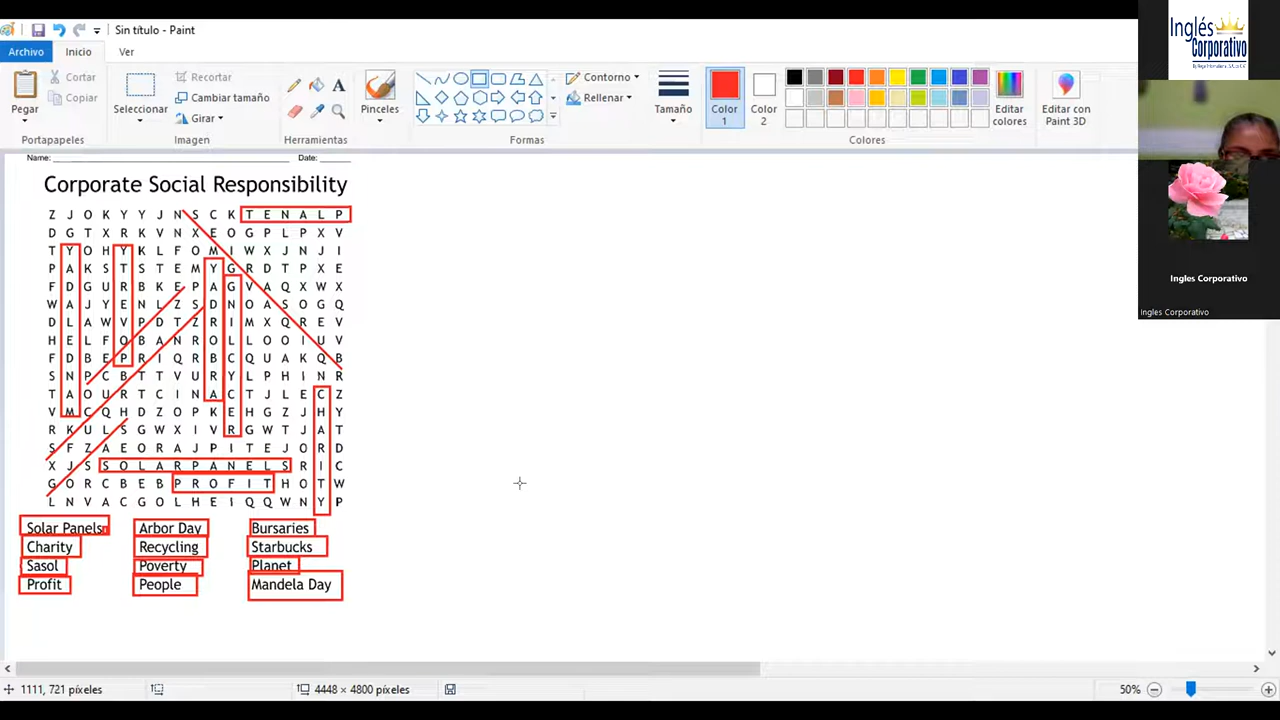 Sin título - Paint
Archivo Inicio Ver
Pegar
Cortar
Copiar
Portapapeles
Seleccionar
Recortar
Cambiar tamaño
Girar
Imagen
Herramientas
Pinceles
Contorno
Rellenar
Formas
Tamaño
Color 1
Color 2
Editar colores
Colores
Editar con Paint 3D
Inglés
Corporativo
Ingles Corporativo
Ingles Corporativo
Name: Date:
Corporate Social Responsibility
Z J O K Y Y J N S C K T E N A L P
D G T X R K V N X E O G P L P X V
T Y O H Y K L F O M I W X J N J I
P A K S T S T E M Y G R D T P X E
F D G U R B K E P A G V A Q X W X
W A J Y E N L Z S D N O A S O G Q
D L A W V P D T Z R I M X Q R E V
H E L F O B A N R O L L O O I U V
F D B E P R I Q R B C Q U A K Q B
S N P C B T T V U R Y L P H I N R
T A O U R T C I N A C T J L E C Z
V M C Q H D Z O P K E H G Z J H Y
R K U L S G W X I V R G W T J A T
S F Z A E O R A J P I T E J O R D
X J S S O L A R P A N E L S R I C
G O R C B E B P R O F I T H O T W
L N V A C G O L H E I Q Q W N Y P
Solar Panels Arbor Day Bursaries
Charity Recycling Starbucks
Sasol Poverty Planet
Profit People Mandela Day
1111, 721 píxeles
4448 × 4800 píxeles
50%